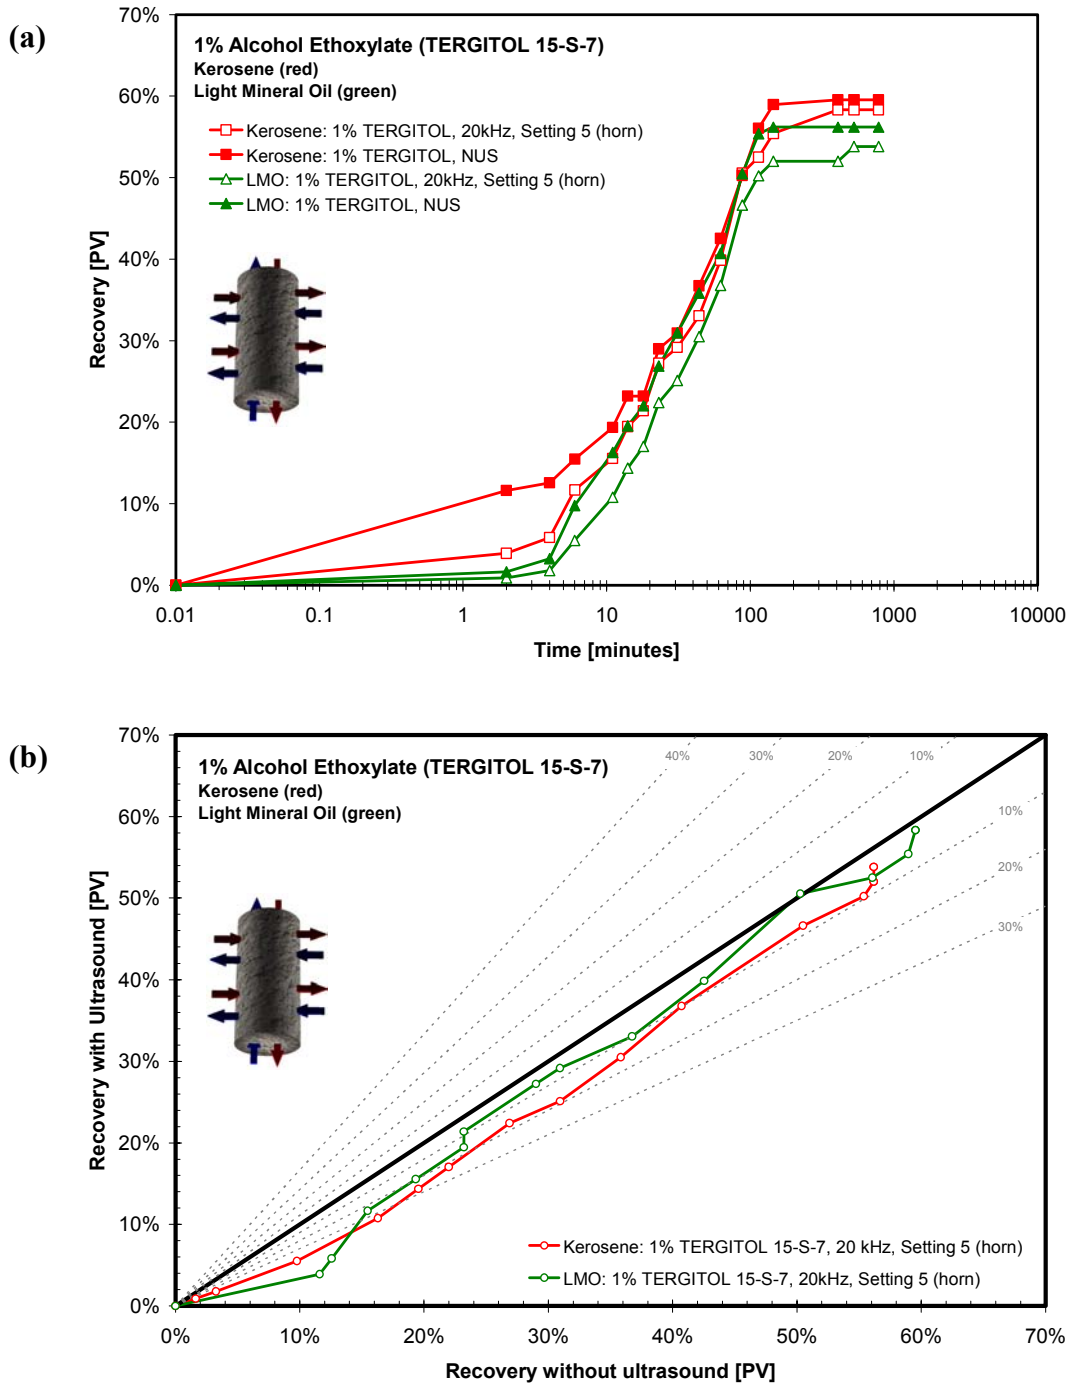 (a)
70%
60%
50%
40%
30%
20%
10%
0%
Recovery [PV]
1% Alcohol Ethoxylate (TERGITOL 15-S-7)
Kerosene (red)
Light Mineral Oil (green)
Kerosene: 1% TERGITOL, 20kHz, Setting 5 (horn)
Kerosene: 1% TERGITOL, NUS
LMO: 1% TERGITOL, 20kHz, Setting 5 (horn)
LMO: 1% TERGITOL, NUS
0.01 0.1 1 10 100 1000 10000
Time [minutes]
(b)
70%
60%
50%
40%
30%
20%
10%
0%
Recovery with Ultrasound [PV]
1% Alcohol Ethoxylate (TERGITOL 15-S-7)
Kerosene (red)
Light Mineral Oil (green)
40% 30% 20% 10%
10%
20%
30%
Kerosene: 1% TERGITOL 15-S-7, 20 kHz, Setting 5 (horn)
LMO: 1% TERGITOL 15-S-7, 20kHz, Setting 5 (horn)
0% 10% 20% 30% 40% 50% 60% 70%
Recovery without ultrasound [PV]